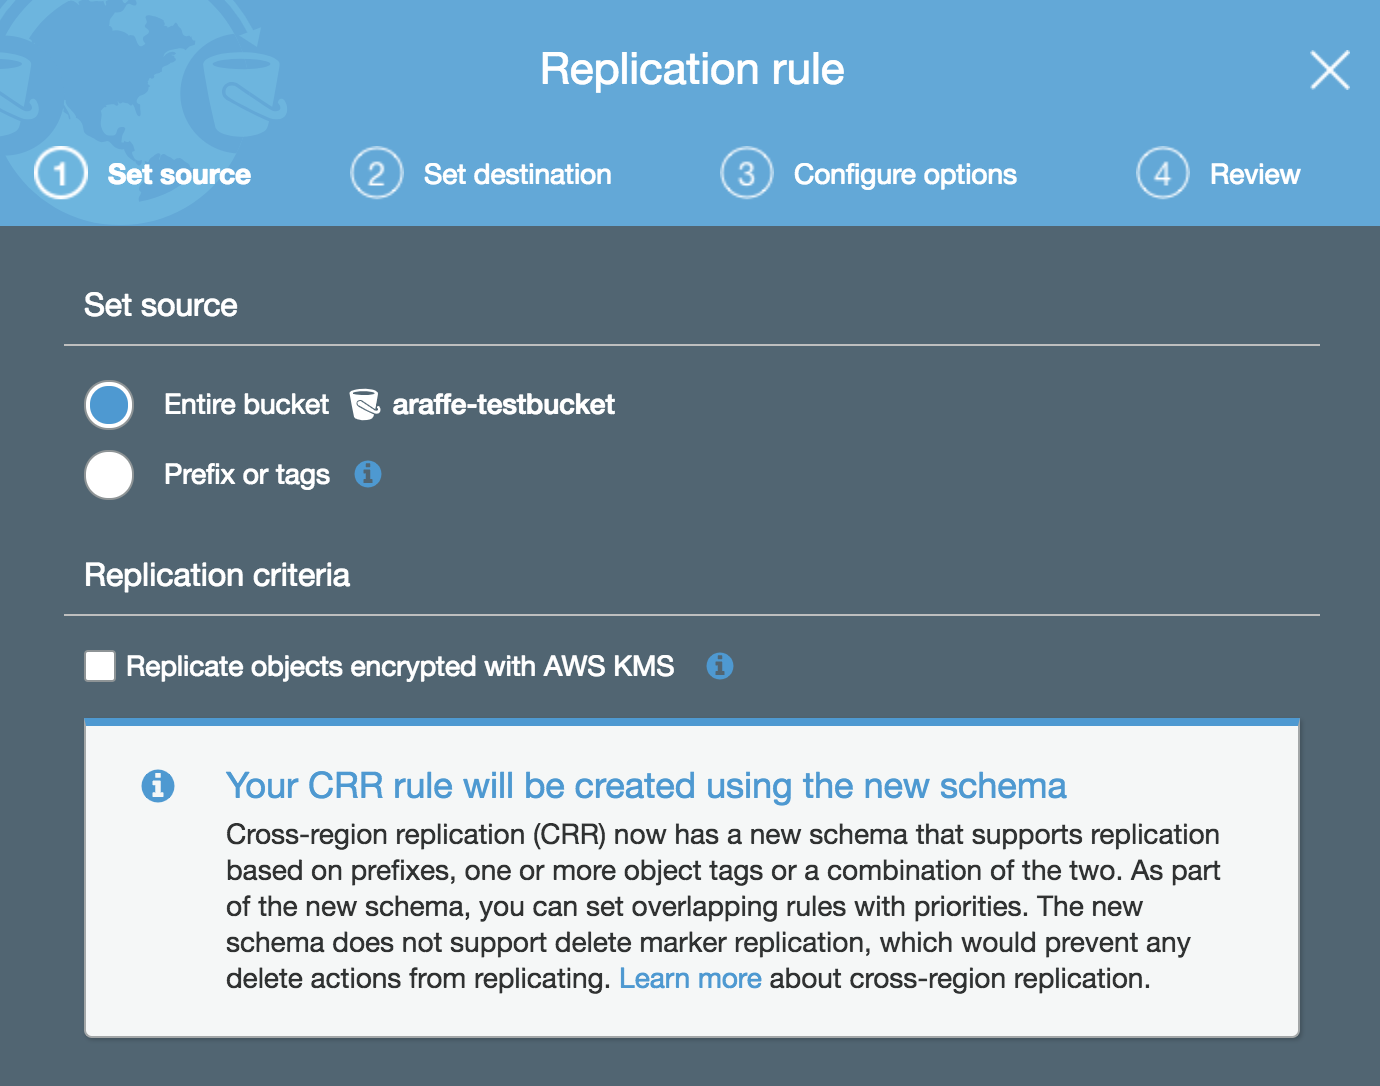 Replication rule
1 Set source 2 Set destination 3 Configure options 4 Review
Set source
Entire bucket araffe-testbucket
Prefix or tags
Replication criteria
Replicate objects encrypted with AWS KMS
Your CRR rule will be created using the new schema
Cross-region replication (CRR) now has a new schema that supports replication
based on prefixes, one or more object tags or a combination of the two. As part
of the new schema, you can set overlapping rules with priorities. The new
schema does not support delete marker replication, which would prevent any
delete actions from replicating. Learn more about cross-region replication.